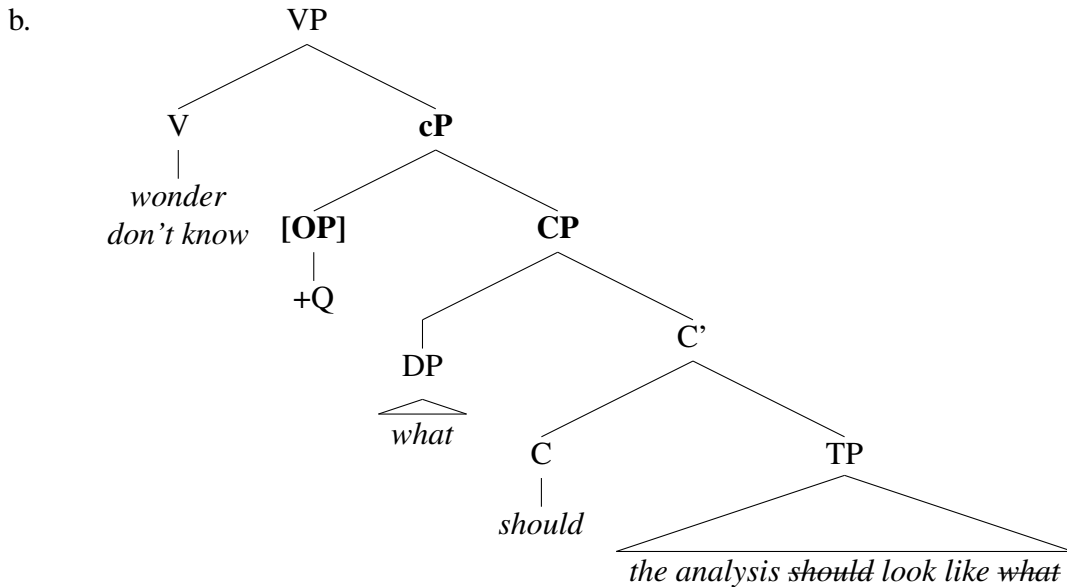 b. VP
V cP
wonder
don't know [OP] CP
+Q
DP C'
what
C TP
should
the analysis should look like what